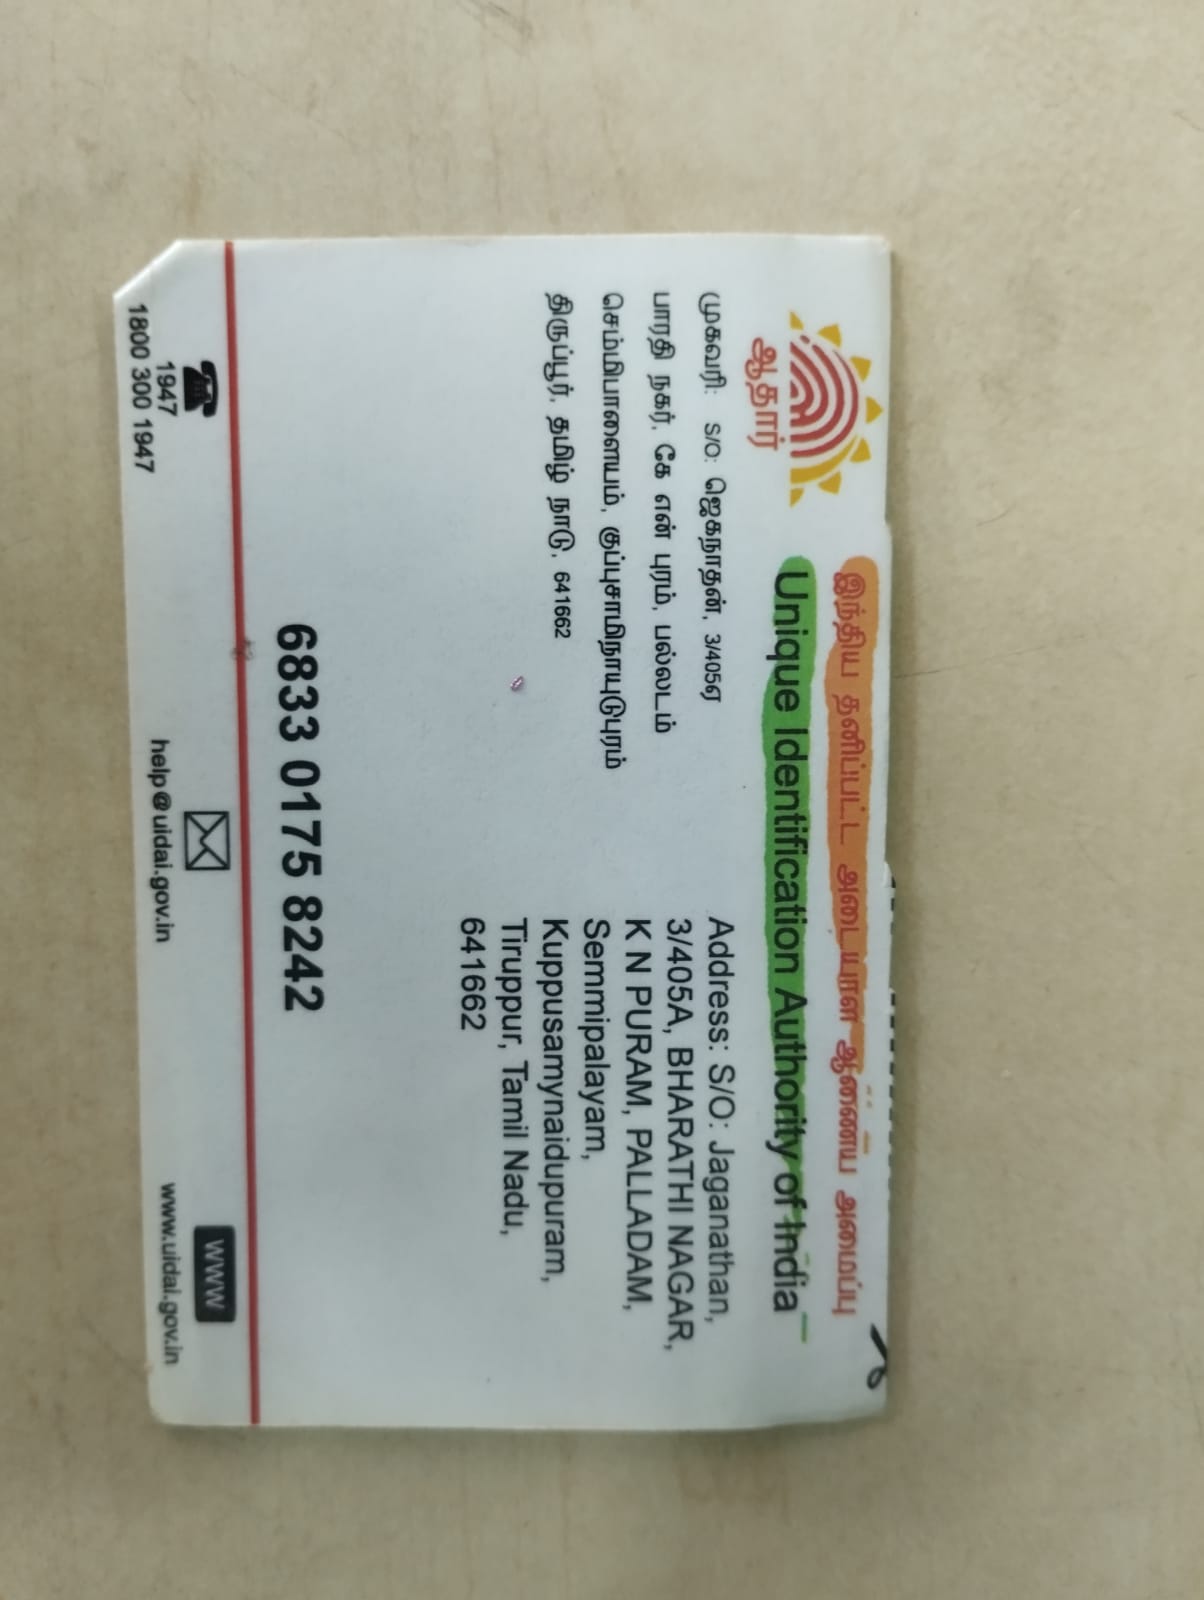 இந்திய தனிப்பட்ட அடையாள ஆணைய அமைப்பு
Unique Identification Authority of India
ஆதார்
முகவரி: S/O: ஜெகநாதன், 3/405ஏ
பாரதி நகர், கே என் புரம், பல்லடம்
செம்மிபாளையம், குப்புசாமிநாயுடுபுரம்
திருப்பூர், தமிழ் நாடு, 641662
Address: S/O: Jaganathan,
3/405A, BHARATHI NAGAR,
K N PURAM, PALLADAM,
Semmipalayam,
Kuppusamynaidupuram,
Tiruppur, Tamil Nadu,
641662
6833 0175 8242
1947
1800 300 1947
help@uidai.gov.in
www
www.uidai.gov.in